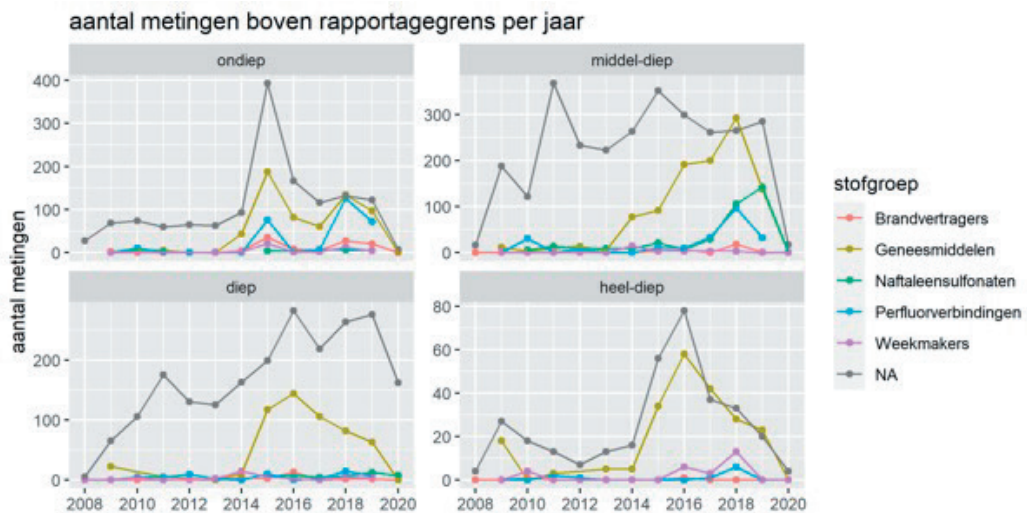 aantal metingen boven rapportagegrens per jaar
ondiep
middel-diep
400
300
200
100
0
300
200
100
0
diep
heel-diep
200
100
0
80
60
40
20
0
2008 2010 2012 2014 2016 2018 2020
2008 2010 2012 2014 2016 2018 2020
aantal metingen
stofgroep
Brandvertragers
Geneesmiddelen
Naftaleensulfonaten
Perfluorverbindingen
Weekmakers
NA